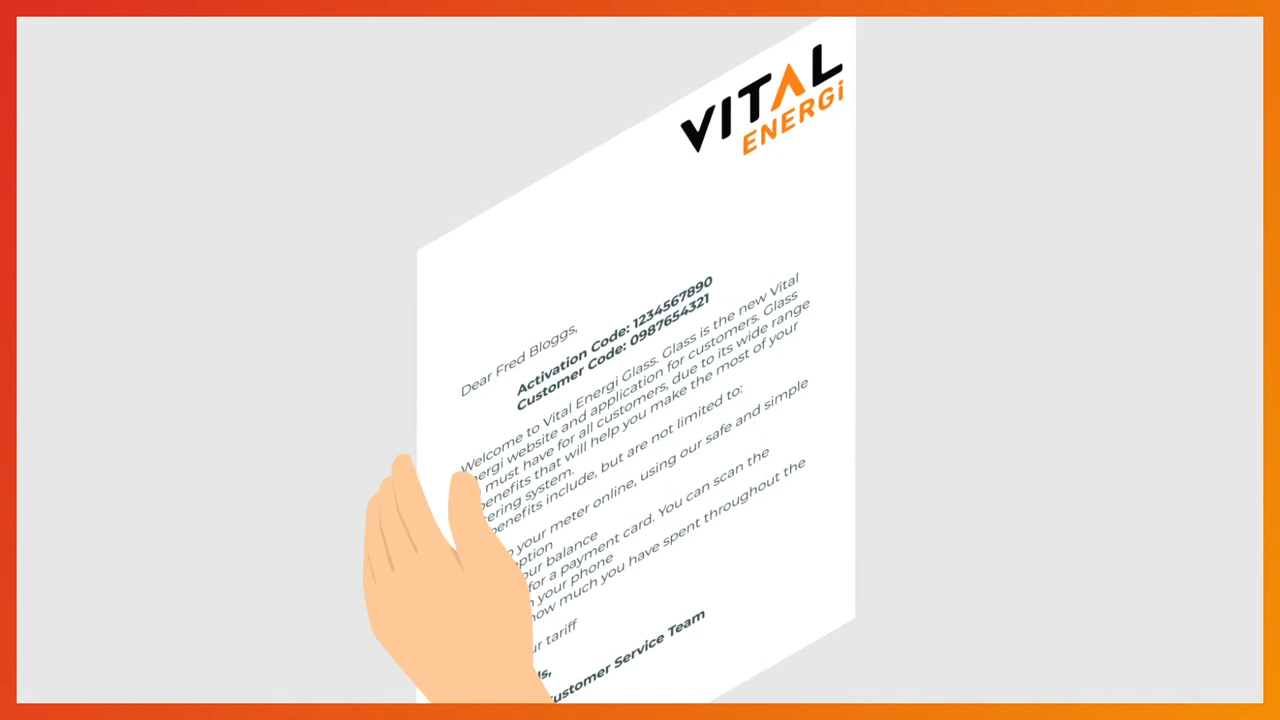 VITAL
ENERGi
Dear Fred Bloggs,
Activation Code: 1234567890
Customer Code: 0987654321
Welcome to Vital Energi Glass. Glass is the new Vital
ergi website and application for customers. Glass
must have for all customers, due to its wide range
benefits that will help you make the most of your
tering system.
benefits include, but are not limited to:
your meter online, using our safe and simple
ption
our balance
for a payment card. You can scan the
n your phone
how much you have spent throughout the
ur tariff
ds,
Customer Service Team